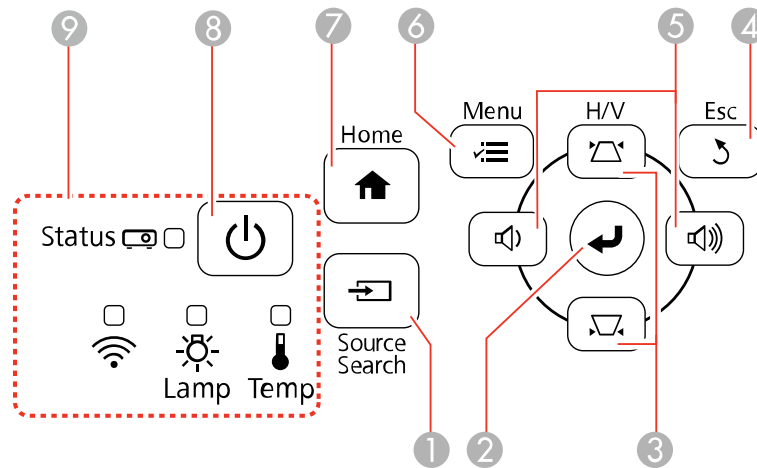 9
8
7
6
5
4
Menu
H/V
Esc
Home
Status
Source
Search
Lamp
Temp
1
2
3